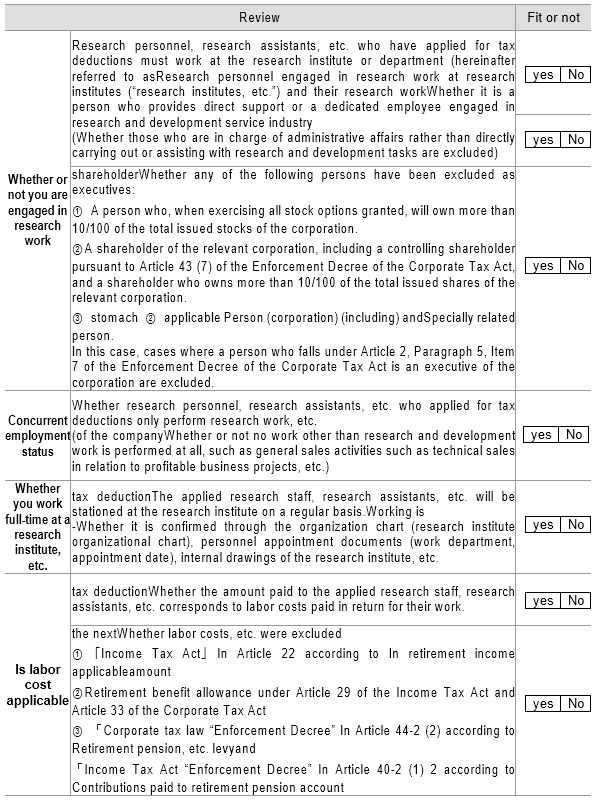 Review
Fit or not
Whether or
not you are
engaged in
research
work
Research personnel, research assistants, etc. who have applied for tax
deductions must work at the research institute or department (hereinafter
referred to asResearch personnel engaged in research work at research
institutes ("research institutes, etc.") and their research workWhether it is a
person who provides direct support or a dedicated employee engaged in
research and development service industry
yes No
(Whether those who are in charge of administrative affairs rather than directly
carrying out or assisting with research and development tasks are excluded)
yes No
shareholderWhether any of the following persons have been excluded as
executives:
① A person who, when exercising all stock options granted, will own more than
10/100 of the total issued stocks of the corporation.
②A shareholder of the relevant corporation, including a controlling shareholder
pursuant to Article 43 (7) of the Enforcement Decree of the Corporate Tax Act,
and a shareholder who owns more than 10/100 of the total issued shares of the
relevant corporation.
③ stomach ② applicable Person (corporation) (including) andSpecially related
person.
In this case, cases where a person who falls under Article 2, Paragraph 5, Item
7 of the Enforcement Decree of the Corporate Tax Act is an executive of the
corporation are excluded.
yes No
Concurrent
employment
status
Whether research personnel, research assistants, etc. who applied for tax
deductions only perform research work, etc.
(of the companyWhether or not no work other than research and development
work is performed at all, such as general sales activities such as technical sales
in relation to profitable business projects, etc.)
yes No
Whether
you work
full-time at a
research
institute,
etc.
tax deductionThe applied research staff, research assistants, etc. will be
stationed at the research institute on a regular basis.Working is
-Whether it is confirmed through the organization chart (research institute
organizational chart), personnel appointment documents (work department,
appointment date), internal drawings of the research institute, etc.
yes No
Is labor
cost
applicable
tax deductionWhether the amount paid to the applied research staff, research
assistants, etc. corresponds to labor costs paid in return for their work.
yes No
the nextWhether labor costs, etc. were excluded
① 「Income Tax Act」 In Article 22 according to In retirement income
applicableamount
②Retirement benefit allowance under Article 29 of the Income Tax Act and
Article 33 of the Corporate Tax Act
③ 「Corporate tax law "Enforcement Decree" In Article 44-2 (2) according to
Retirement pension, etc. levyand
「Income Tax Act "Enforcement Decree" In Article 40-2 (1) 2 according to
Contributions paid to retirement pension account
yes No